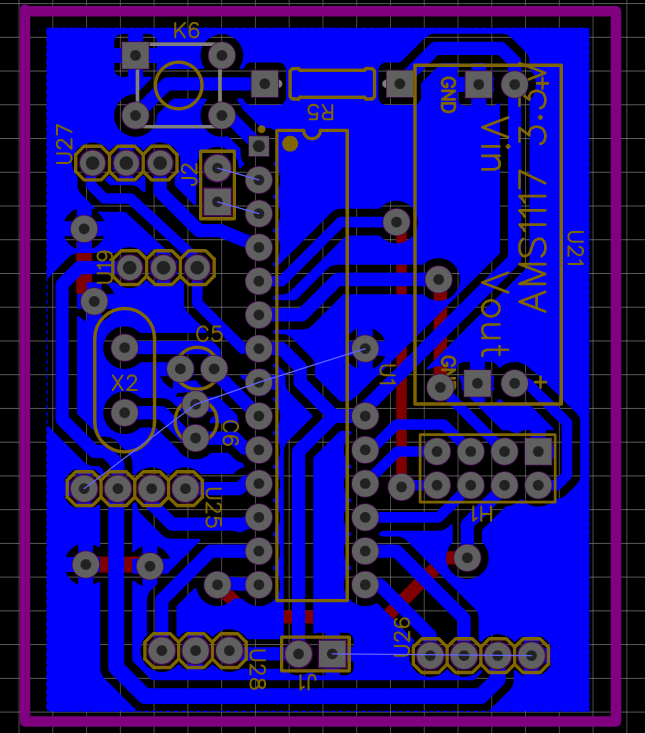 K6
R5
U27
J2
GND
+
Vin
3.3v
AMS1117
U21
U19
C5
Vout
X2
U1
GND
+
C6
H1
U25
U26
U28
J1